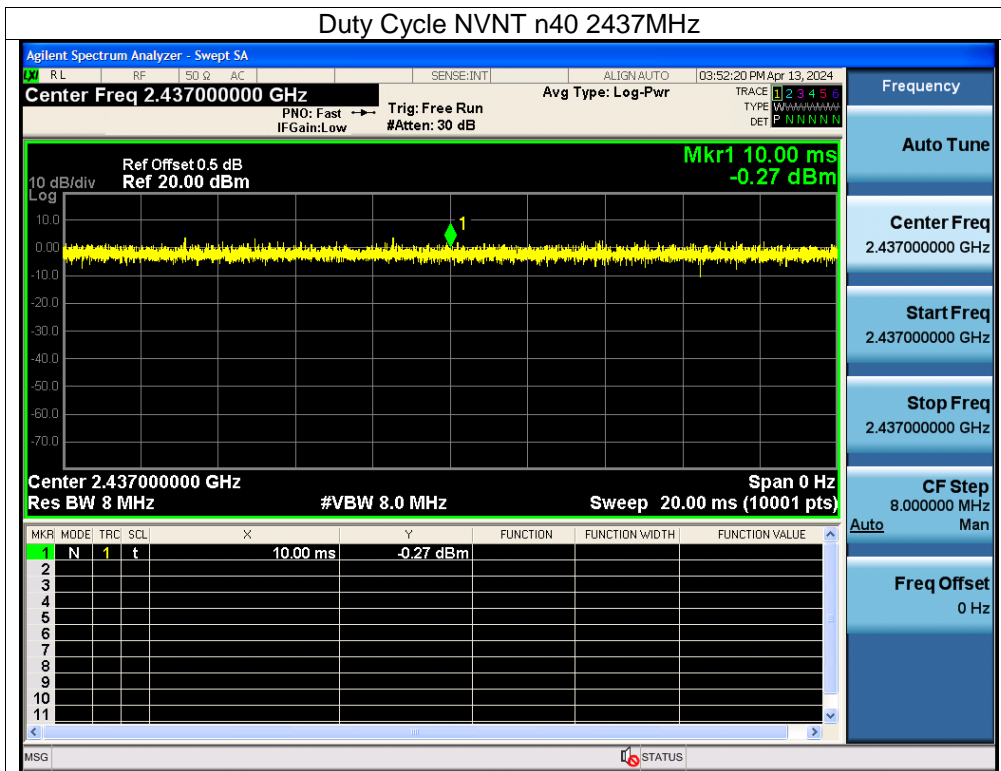 Duty Cycle NVNT n40 2437MHz
Agilent Spectrum Analyzer - Swept SA
LXI RL RF 50 Ω AC SENSE:INT ALIGN AUTO 03:52:20 PM Apr 13, 2024
Center Freq 2.437000000 GHz Avg Type: Log-Pwr TRACE 1 2 3 4 5 6
PNO: Fast Trig: Free Run TYPE WWWWWW
IFGain:Low #Atten: 30 dB DET P N N N N N
Mkr1 10.00 ms
-0.27 dBm
Ref Offset 0.5 dB
10 dB/div Ref 20.00 dBm
Log
10.0
1
0.00
-10.0
-20.0
-30.0
-40.0
-50.0
-60.0
-70.0
Center 2.437000000 GHz Span 0 Hz
Res BW 8 MHz #VBW 8.0 MHz Sweep 20.00 ms (10001 pts)
MKR MODE TRC SCL X Y FUNCTION FUNCTION WIDTH FUNCTION VALUE
1 N 1 t 10.00 ms -0.27 dBm
2
3
4
5
6
7
8
9
10
11
MSG STATUS
Frequency
Auto Tune
Center Freq
2.437000000 GHz
Start Freq
2.437000000 GHz
Stop Freq
2.437000000 GHz
CF Step
8.000000 MHz
Auto Man
Freq Offset
0 Hz